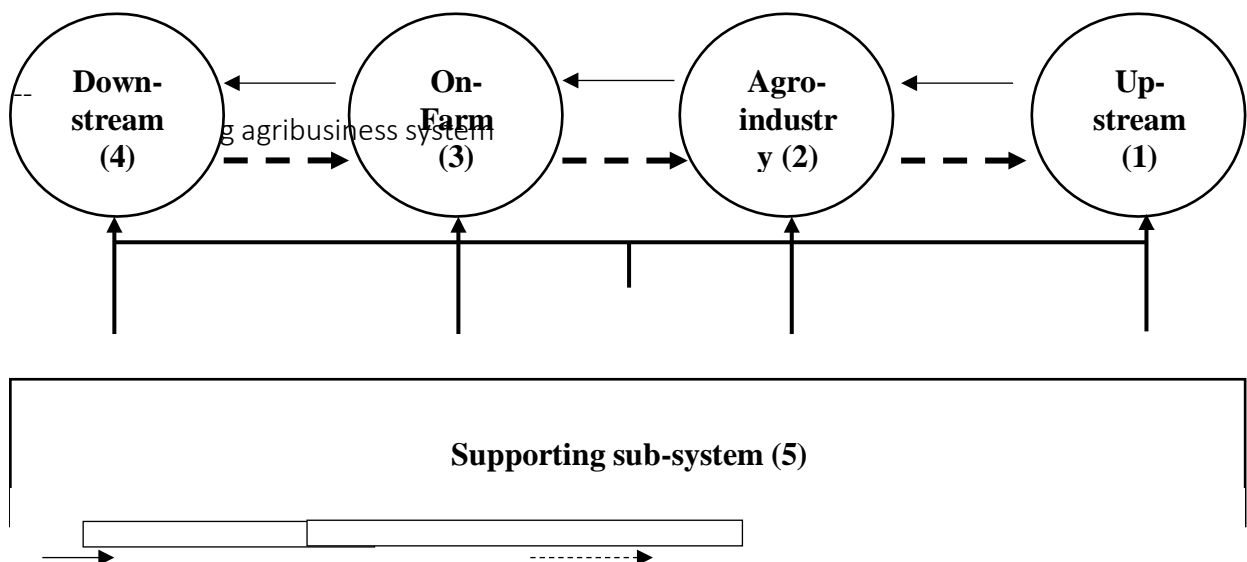 Down-
stream
(4)
On-
Farm
(3)
Agro-
industr
y (2)
Up-
stream
(1)
--
g agribusiness system
Supporting sub-system (5)